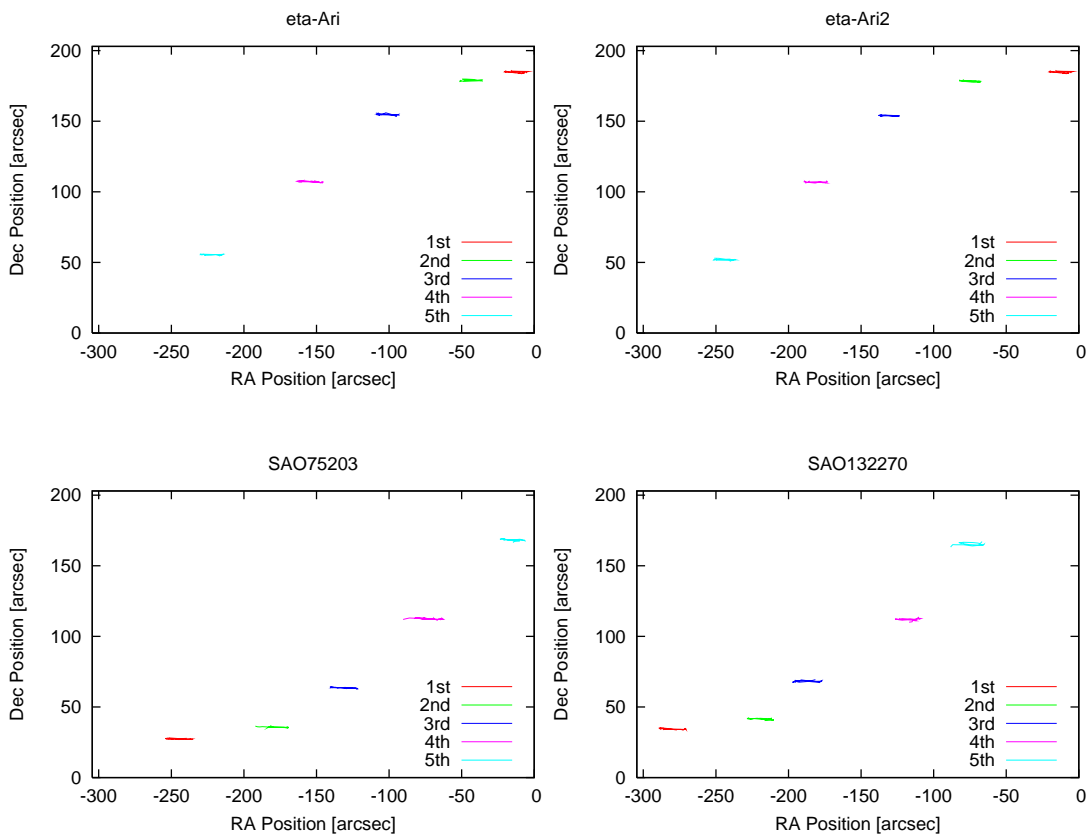 eta-Ari
200
150
100
50
0
Dec Position [arcsec]
1st
2nd
3rd
4th
5th
-300 -250 -200 -150 -100 -50 0
RA Position [arcsec]
eta-Ari2
200
150
100
50
0
Dec Position [arcsec]
1st
2nd
3rd
4th
5th
-300 -250 -200 -150 -100 -50 0
RA Position [arcsec]
SAO75203
200
150
100
50
0
Dec Position [arcsec]
1st
2nd
3rd
4th
5th
-300 -250 -200 -150 -100 -50 0
RA Position [arcsec]
SAO132270
200
150
100
50
0
Dec Position [arcsec]
1st
2nd
3rd
4th
5th
-300 -250 -200 -150 -100 -50 0
RA Position [arcsec]